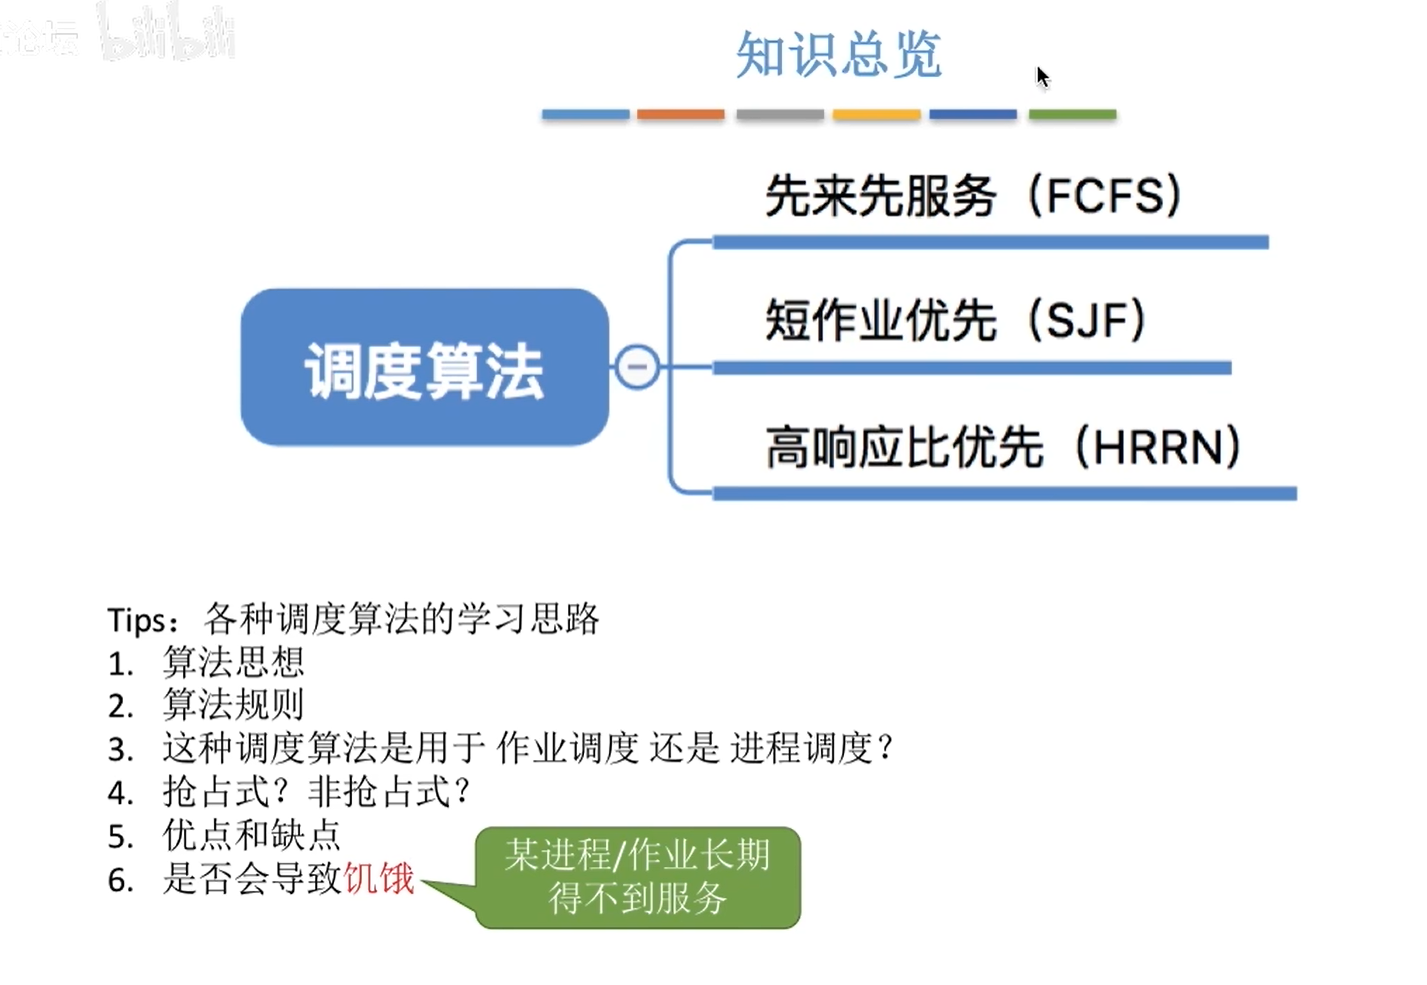 论坛 bilibili
知识总览
先来先服务（FCFS）
短作业优先（SJF）
调度算法
高响应比优先（HRRN）
Tips：各种调度算法的学习思路
1. 算法思想
2. 算法规则
3. 这种调度算法是用于 作业调度 还是 进程调度？
4. 抢占式？非抢占式？
5. 优点和缺点
6. 是否会导致饥饿
某进程/作业长期
得不到服务